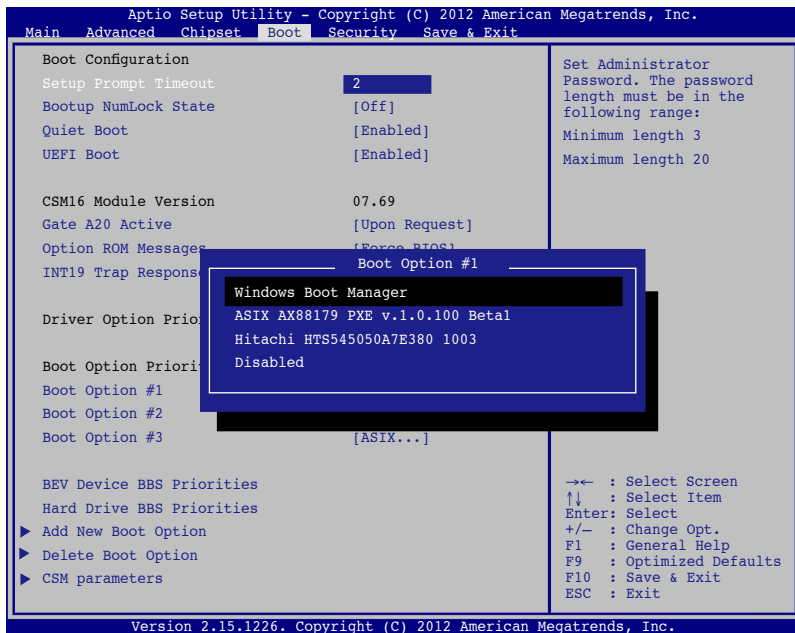 Aptio Setup Utility – Copyright (C) 2012 American Megatrends, Inc.
Main Advanced Chipset Boot Security Save & Exit
Boot Configuration
Setup Prompt Timeout 2
Bootup NumLock State [Off]
Quiet Boot [Enabled]
UEFI Boot [Enabled]
CSM16 Module Version 07.69
Gate A20 Active [Upon Request]
Option ROM Messages [Force BIOS]
INT19 Trap Respons
Driver Option Prio
Boot Option Priori
Boot Option #1
Boot Option #2
Boot Option #3 [ASIX...]
BEV Device BBS Priorities
Hard Drive BBS Priorities
Add New Boot Option
Delete Boot Option
CSM parameters
Boot Option #1
Windows Boot Manager
ASIX AX88179 PXE v.1.0.100 Beta1
Hitachi HTS545050A7E380 1003
Disabled
Set Administrator
Password. The password
length must be in the
following range:
Minimum length 3
Maximum length 20
→← : Select Screen
↑↓ : Select Item
Enter: Select
+/— : Change Opt.
F1 : General Help
F9 : Optimized Defaults
F10 : Save & Exit
ESC : Exit
Version 2.15.1226. Copyright (C) 2012 American Megatrends, Inc.